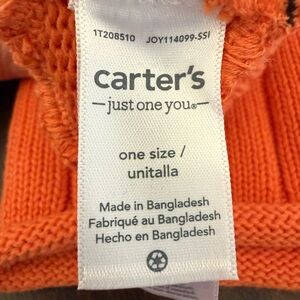 1T208510 JOY114099-SSI
carter's
just one you®
one size /
unitalla
Made in Bangladesh
Fabriqué au Bangladesh
Hecho en Bangladesh